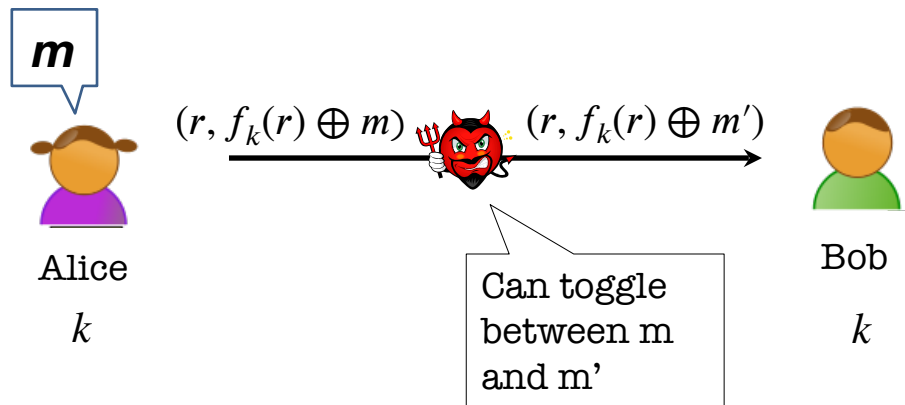 m
(r, f_k(r) ⊕ m)
(r, f_k(r) ⊕ m')
Alice
k
Bob
k
Can toggle
between m
and m’